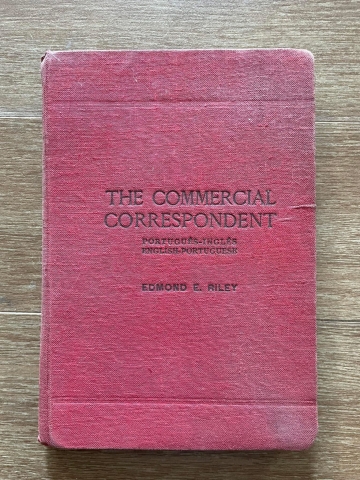 THE COMMERCIAL
CORRESPONDENT
PORTUGUÊS-INGLÊS
ENGLISH-PORTUGUESE
EDMOND E. RILEY